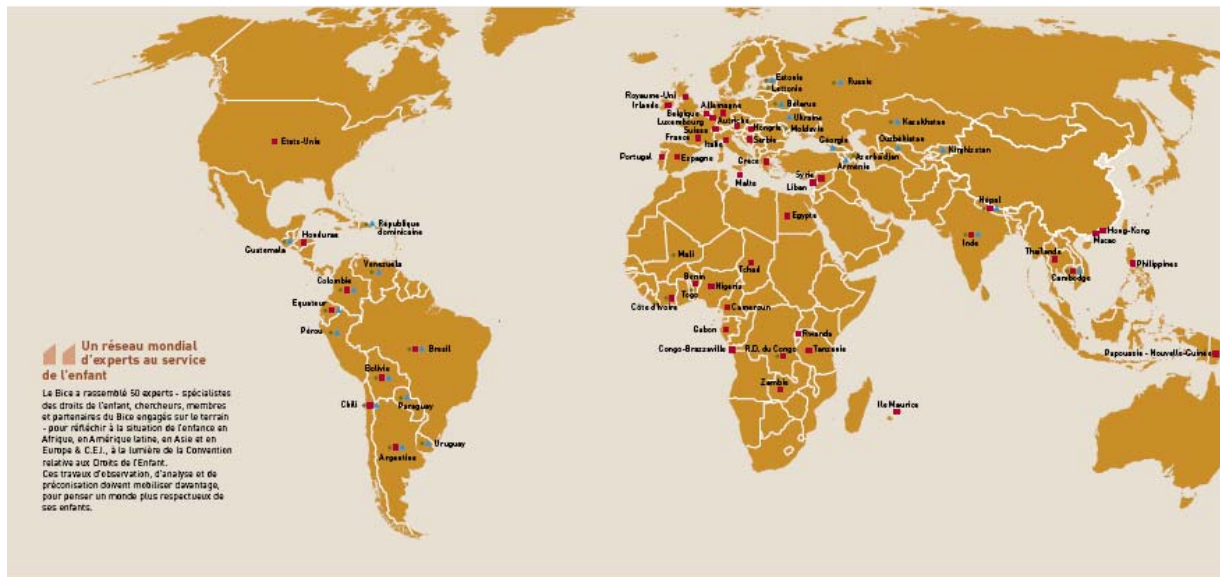 Estonie
Lettonie
Russie
Royaume-Uni
Irlande
Allemagne
Bélarus
Belgique
Luxembourg
Autriche
Ukraine
Kazakhstan
Suisse
Hongrie
Moldavie
France
Italie
Serbie
Géorgie
Ouzbékistan
Kirghizstan
Etats-Unis
Portugal
Espagne
Grèce
Azerbaïdjan
Arménie
Malte
Syrie
Liban
Népal
République
dominicaine
Egypte
Honduras
Guatemala
Inde
Hong-Kong
Macao
Mali
Thaïlande
Philippines
Venezuela
Tchad
Cambodge
Colombie
Bénin
Nigeria
Togo
Equateur
Côte d'Ivoire
Cameroun
Pérou
Gabon
Rwanda
Brésil
Congo-Brazzaville
R.D. du Congo
Tanzanie
Papouasie - Nouvelle-Guinée
Bolivie
Zambie
Chili
Paraguay
Ile Maurice
Uruguay
Argentine
Un réseau mondial
d'experts au service
de l'enfant
Le Bice a rassemblé 50 experts - spécialistes
des droits de l'enfant, chercheurs, membres
et partenaires du Bice engagés sur le terrain
- pour réfléchir à la situation de l'enfance en
Afrique, en Amérique latine, en Asie et en
Europe & C.E.I., à la lumière de la Convention
relative aux Droits de l'Enfant.
Ces travaux d'observation, d'analyse et de
préconisation doivent mobiliser davantage,
pour penser un monde plus respectueux de
ses enfants.